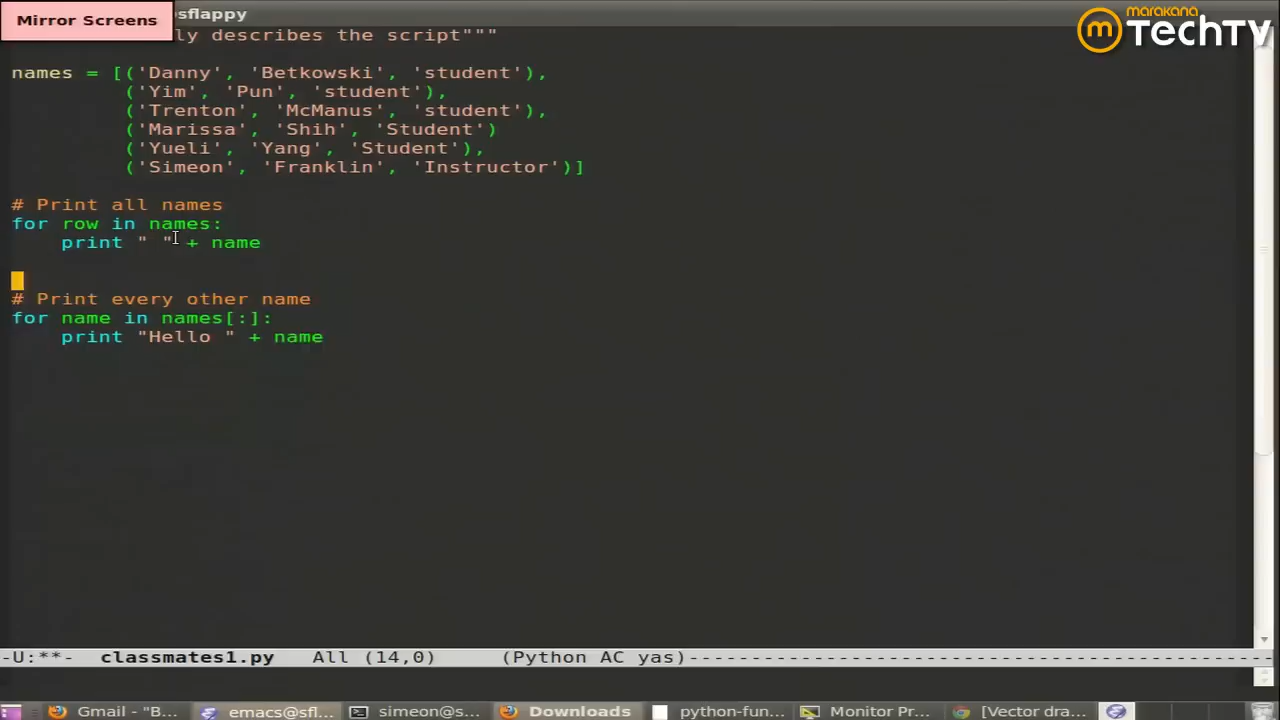 Mirror Screens
sflappy
marakana
TechTV
ly describes the script"""
names = [('Danny', 'Betkowski', 'student'),
('Yim', 'Pun', 'student'),
('Trenton', 'McManus', 'student'),
('Marissa', 'Shih', 'Student')
('Yueli', 'Yang', 'Student'),
('Simeon', 'Franklin', 'Instructor')]
# Print all names
for row in names:
print " " + name
# Print every other name
for name in names[:]:
print "Hello " + name
-U:**-  classmates1.py   All (14,0)     (Python AC yas)-----------------------------------------------
Gmail - "B... emacs@sfl... simeon@s... Downloads python-fun... Monitor Pr... [Vector dra...